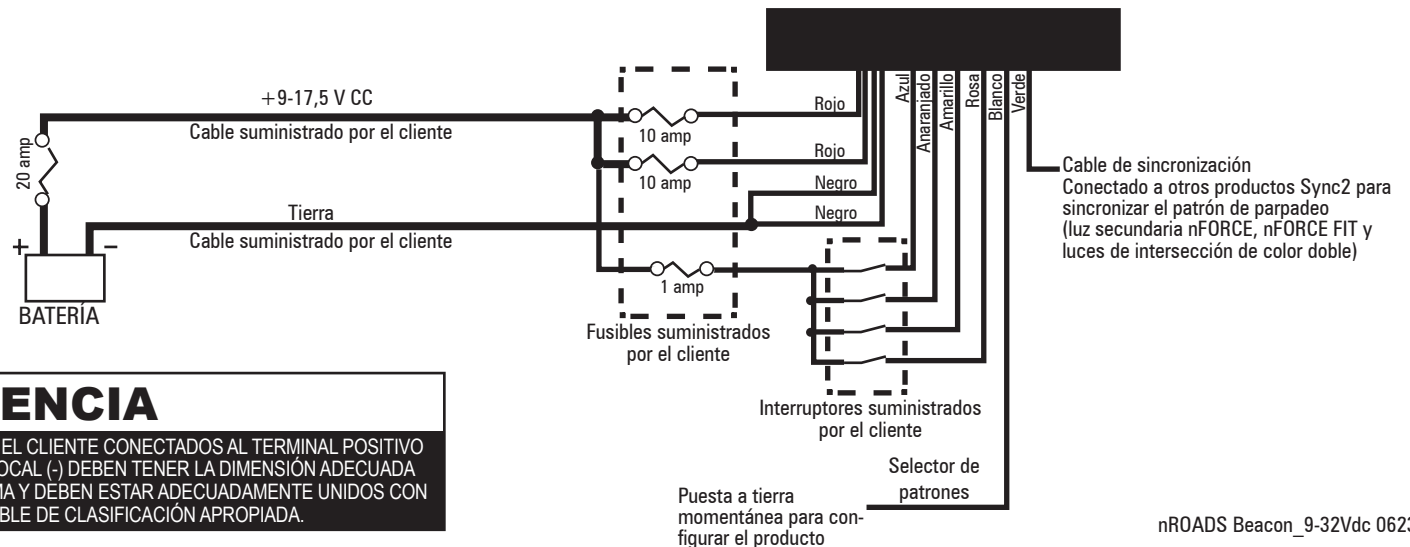 +9-17,5 V CC
Cable suministrado por el cliente
20 amp
+
−
BATERÍA
Tierra
Cable suministrado por el cliente
10 amp
10 amp
1 amp
Fusibles suministrados
por el cliente
Rojo
Rojo
Negro
Negro
Azul
Anaranjado
Amarillo
Rosa
Blanco
Verde
Cable de sincronización
Conectado a otros productos Sync2 para
sincronizar el patrón de parpadeo
(luz secundaria nFORCE, nFORCE FIT y
luces de intersección de color doble)
Interruptores suministrados
por el cliente
Selector de
patrones
Puesta a tierra
momentánea para con-
figurar el producto
ENCIA
EL CLIENTE CONECTADOS AL TERMINAL POSITIVO
OCAL (-) DEBEN TENER LA DIMENSIÓN ADECUADA
MA Y DEBEN ESTAR ADECUADAMENTE UNIDOS CON
BLE DE CLASIFICACIÓN APROPIADA.
nROADS Beacon_9-32Vdc 0623